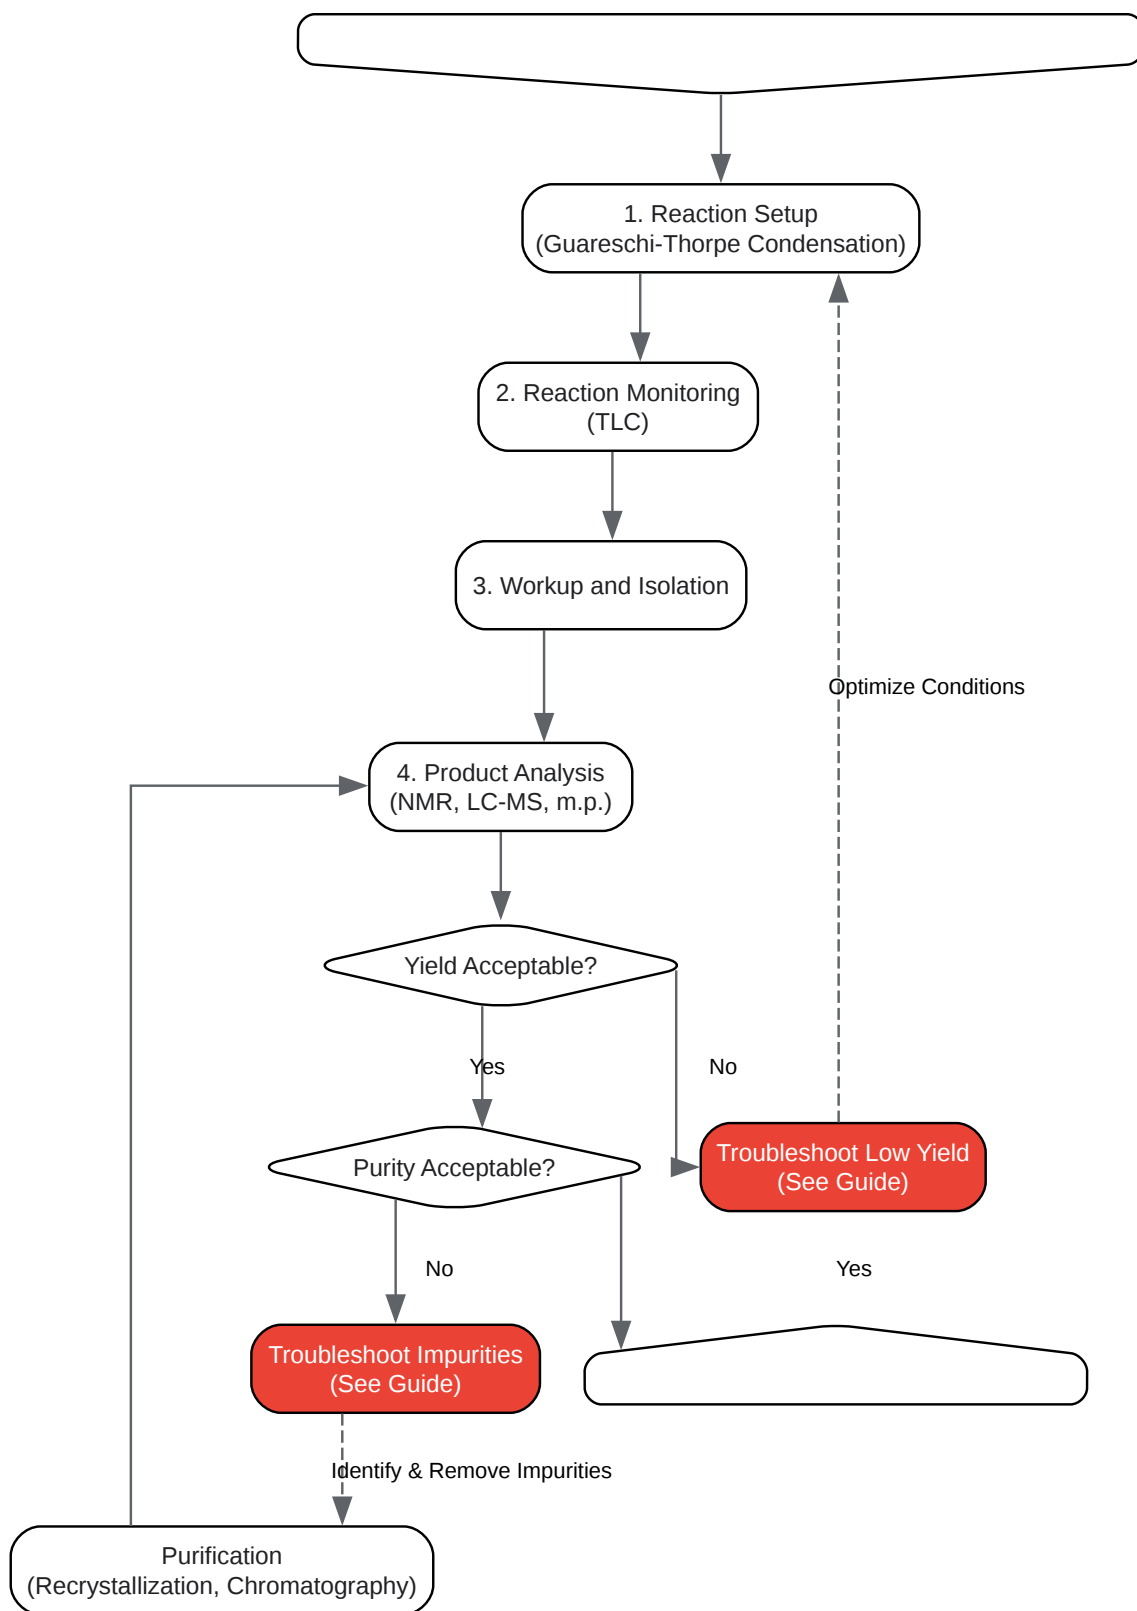 1. Reaction Setup
(Guareschi-Thorpe Condensation)
2. Reaction Monitoring
(TLC)
3. Workup and Isolation
Optimize Conditions
4. Product Analysis
(NMR, LC-MS, m.p.)
Yield Acceptable?
Yes
No
Troubleshoot Low Yield
(See Guide)
Purity Acceptable?
No
Yes
Troubleshoot Impurities
(See Guide)
Identify & Remove Impurities
Purification
(Recrystallization, Chromatography)